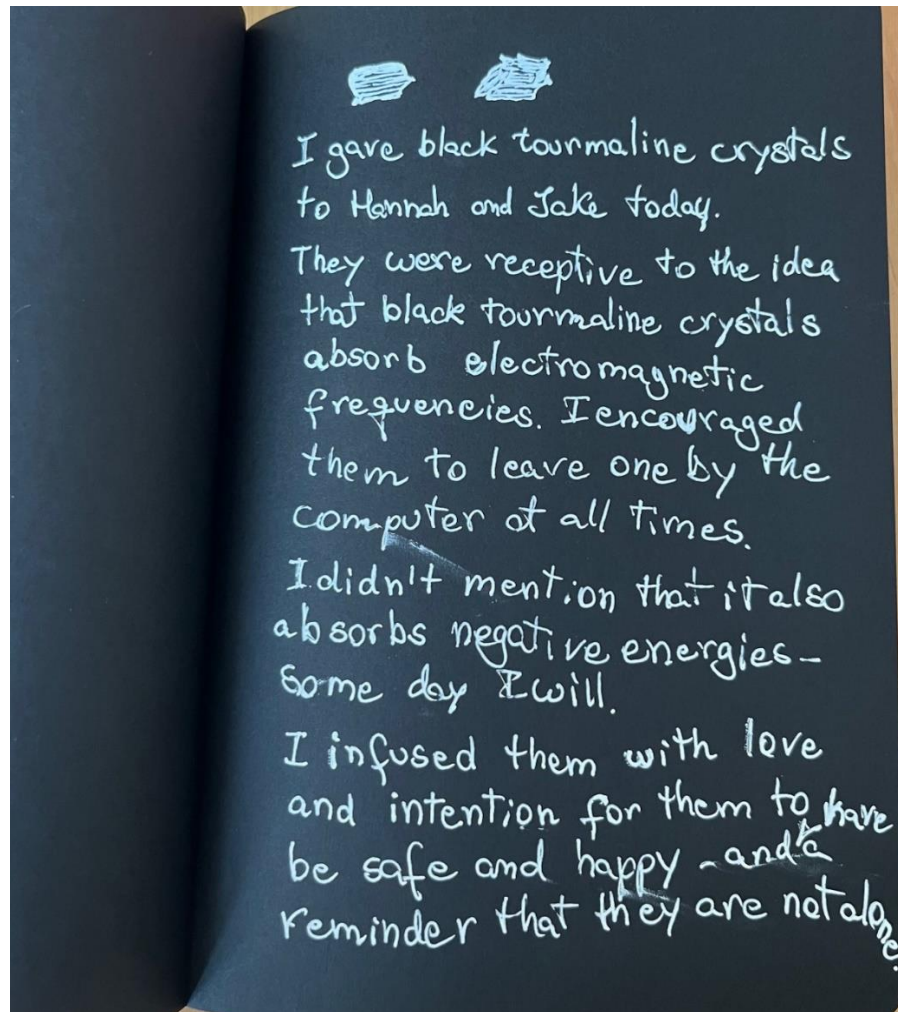 I gave black tourmaline crystals
to Hannah and Jake today.
They were receptive to the idea
that black tourmaline crystals
absorb electromagnetic
frequencies. I encouraged
them to leave one by the
computer at all times.
I didn't mention that it also
absorbs negative energies-
some day I will.
I infused them with love
and intention for them to have
be safe and happy - and a
reminder that they are not alone.